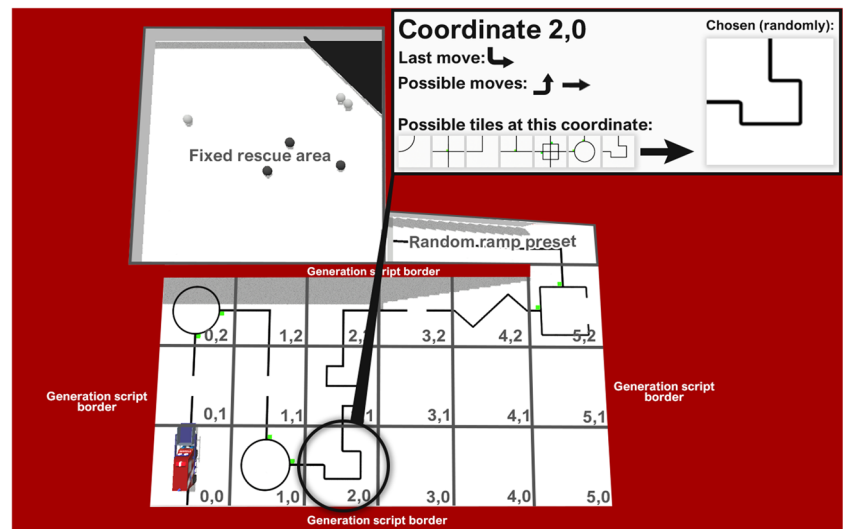 Coordinate 2,0
Last move:
Possible moves:
Possible tiles at this coordinate:
Chosen (randomly):
Fixed rescue area
Random ramp preset
Generation script border
0,2
1,2
2,2
3,2
4,2
5,2
Generation script
border
Generation script
border
0,1
1,1
3,1
4,1
5,1
0,0
1,0
2,0
3,0
4,0
5,0
Generation script border